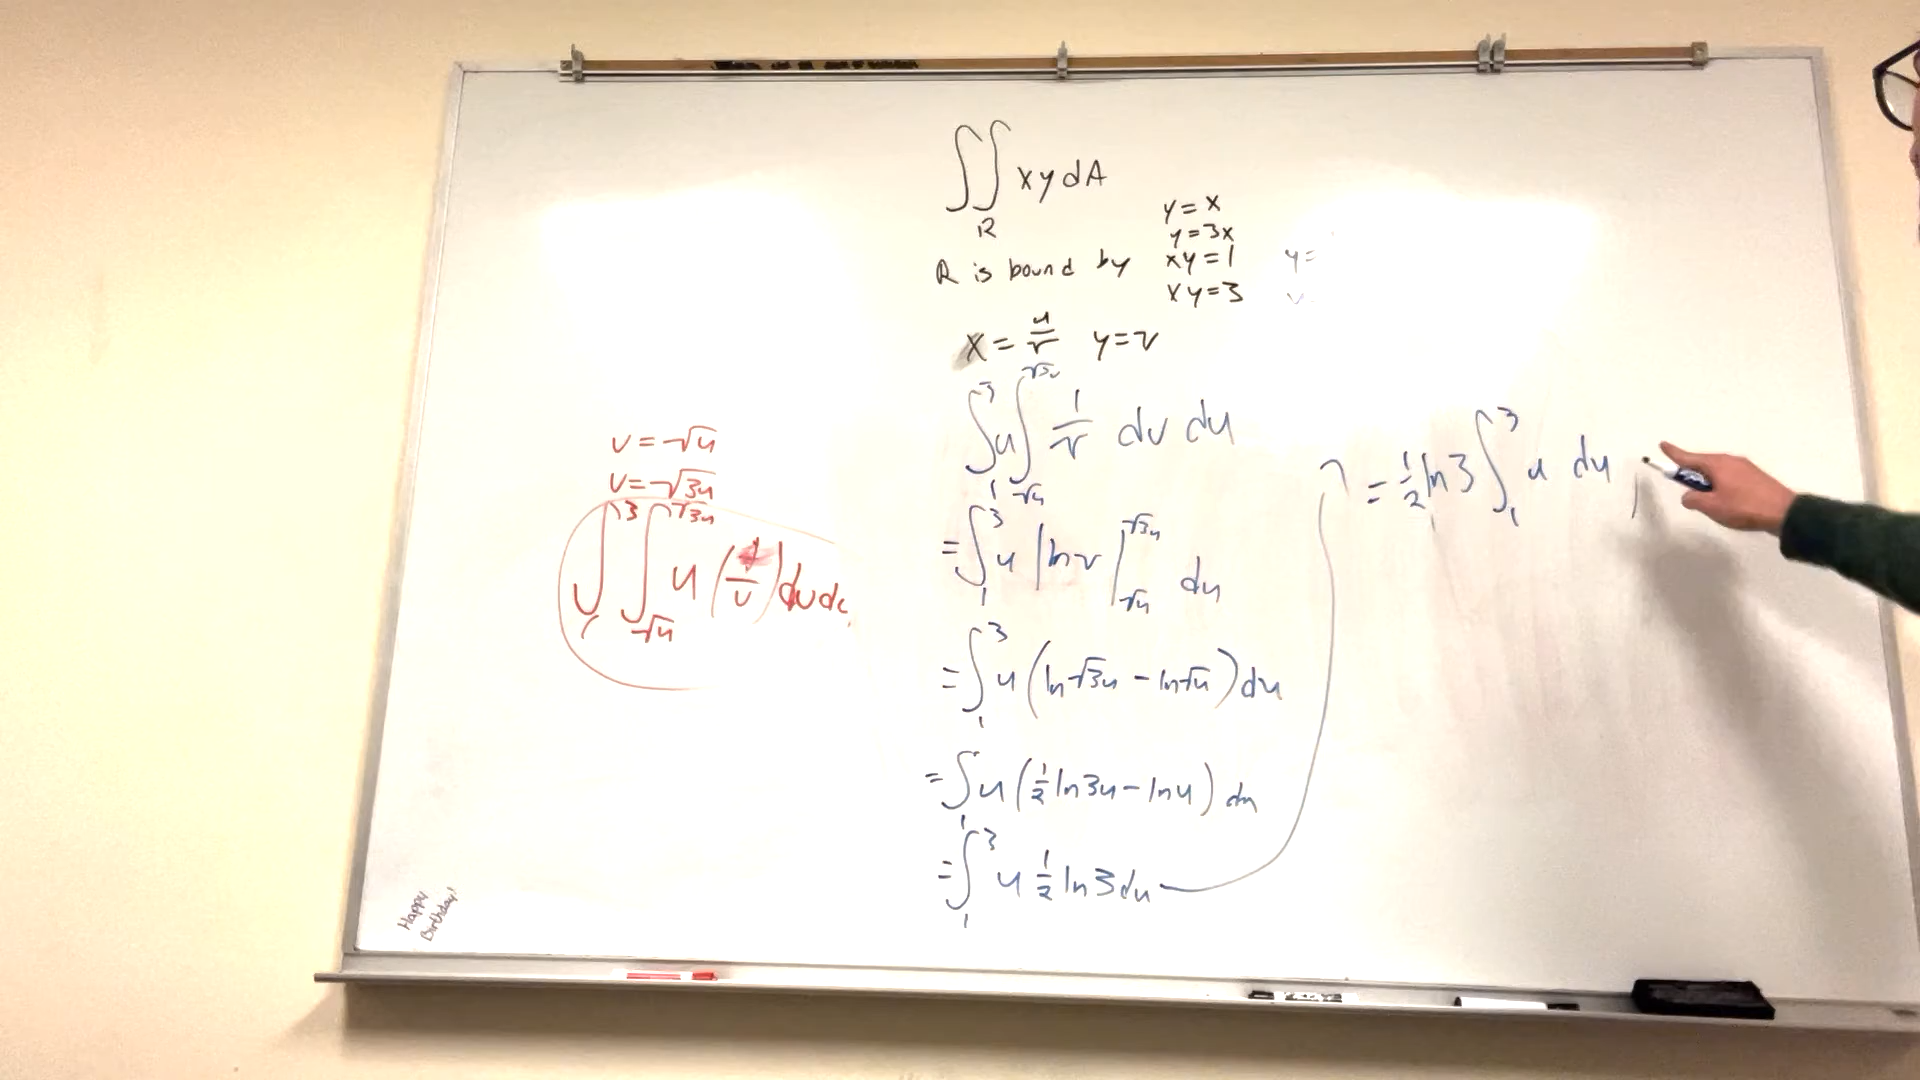 ∫∫_R xy dA
y = x
y = 3x
R is bound by xy = 1 y =
xy = 3
x = u/v y = v
∫_1^3 u ∫_√u^√3u 1/v dv du
= ∫_1^3 u |ln v |_√u^√3u du
= ∫_1^3 u (ln √3u - ln √u) du
= ∫_1 u (1/2 ln 3u - ln u) du
= ∫_1^3 u 1/2 ln 3 du
= 1/2 ln 3 ∫_1^3 u du
v = √u
v = √3u
∫_1^3 ∫_√u^√3u u (1/v) dv du
Happy
Birthday!